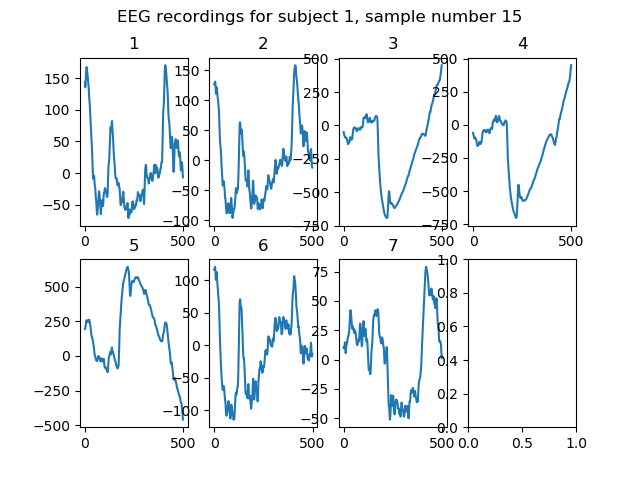 EEG recordings for subject 1, sample number 15
1 2 3 4
150 100 50 0 −50
150 100 50 0 −50 −100
500 250 0 −250 −500 −750
500 250 0 −250 −500 −750
0 500 0 500 0 500 0 500
5 6 7
500 250 0 −250 −500
100 50 0 −50 −100
75 50 25 0 −25 −50
1.0 0.8 0.6 0.4 0.2 0.0
0 500 0 500 0 500 0.0 0.5 1.0